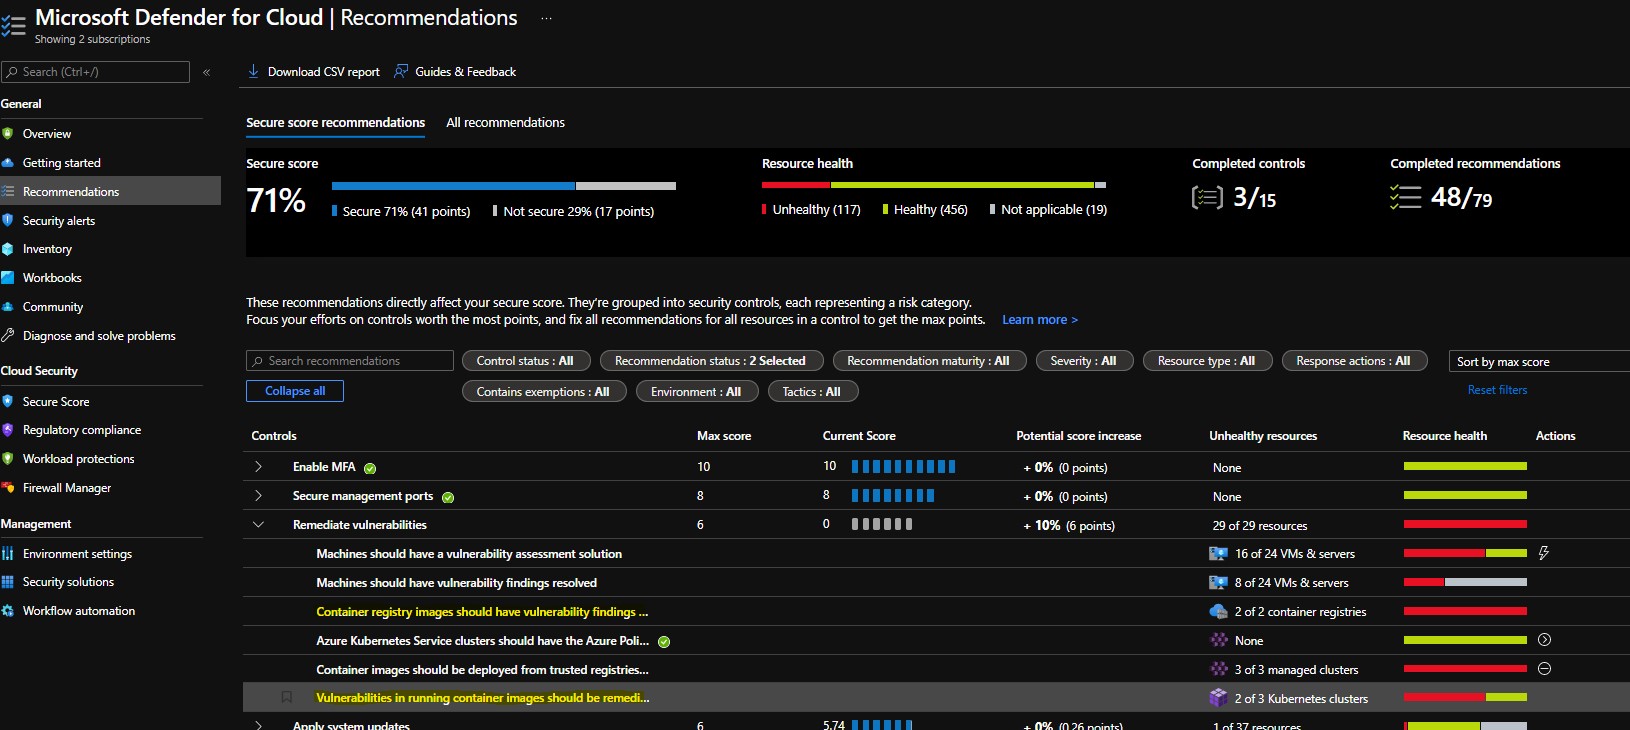 Microsoft Defender for Cloud | Recommendations ...
Showing 2 subscriptions
Search (Ctrl+/) «
Download CSV report Guides & Feedback
General
Overview
Getting started
Recommendations
Security alerts
Inventory
Workbooks
Community
Diagnose and solve problems
Cloud Security
Secure Score
Regulatory compliance
Workload protections
Firewall Manager
Management
Environment settings
Security solutions
Workflow automation
Secure score recommendations All recommendations
Secure score Resource health Completed controls Completed recommendations
71% 3/15 48/79
Secure 71% (41 points) Not secure 29% (17 points) Unhealthy (117) Healthy (456) Not applicable (19)
These recommendations directly affect your secure score. They're grouped into security controls, each representing a risk category.
Focus your efforts on controls worth the most points, and fix all recommendations for all resources in a control to get the max points. Learn more >
Search recommendations Control status : All Recommendation status : 2 Selected Recommendation maturity : All Severity : All Resource type : All Response actions : All Sort by max score
Collapse all Contains exemptions : All Environment : All Tactics : All Reset filters
Controls Max score Current Score Potential score increase Unhealthy resources Resource health Actions
Enable MFA 10 10 + 0% (0 points) None
Secure management ports 8 8 + 0% (0 points) None
Remediate vulnerabilities 6 0 + 10% (6 points) 29 of 29 resources
Machines should have a vulnerability assessment solution 16 of 24 VMs & servers
Machines should have vulnerability findings resolved 8 of 24 VMs & servers
Container registry images should have vulnerability findings ... 2 of 2 container registries
Azure Kubernetes Service clusters should have the Azure Poli... None
Container images should be deployed from trusted registries... 3 of 3 managed clusters
Vulnerabilities in running container images should be remedi... 2 of 3 Kubernetes clusters
Apply system updates 6 5.74 + 0% (0.26 points) 1 of 37 resources